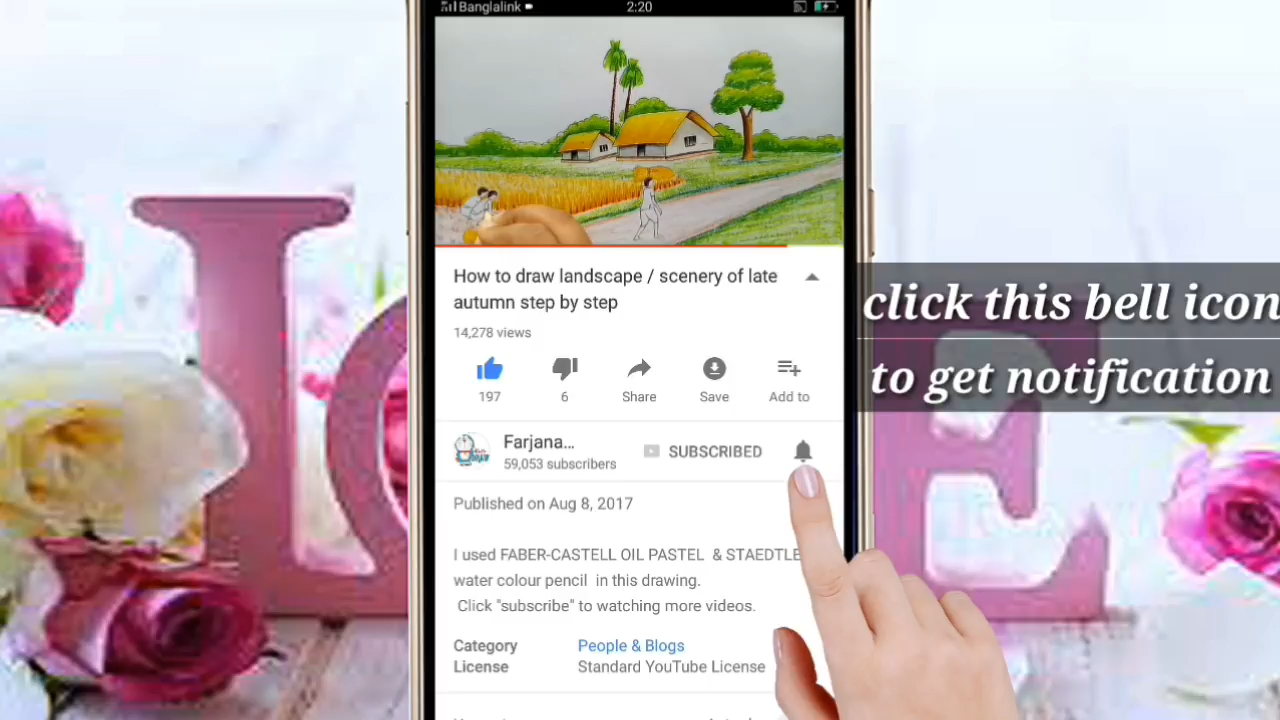 Banglalink
2:20
How to draw landscape / scenery of late
autumn step by step
14,278 views
197
6
Share
Save
Add to
Farjana...
59,053 subscribers
SUBSCRIBED
Published on Aug 8, 2017
I used FABER-CASTELL OIL PASTEL & STAEDTLE
water colour pencil in this drawing.
Click "subscribe" to watching more videos.
Category
People & Blogs
License
Standard YouTube License
click this bell icon
to get notification